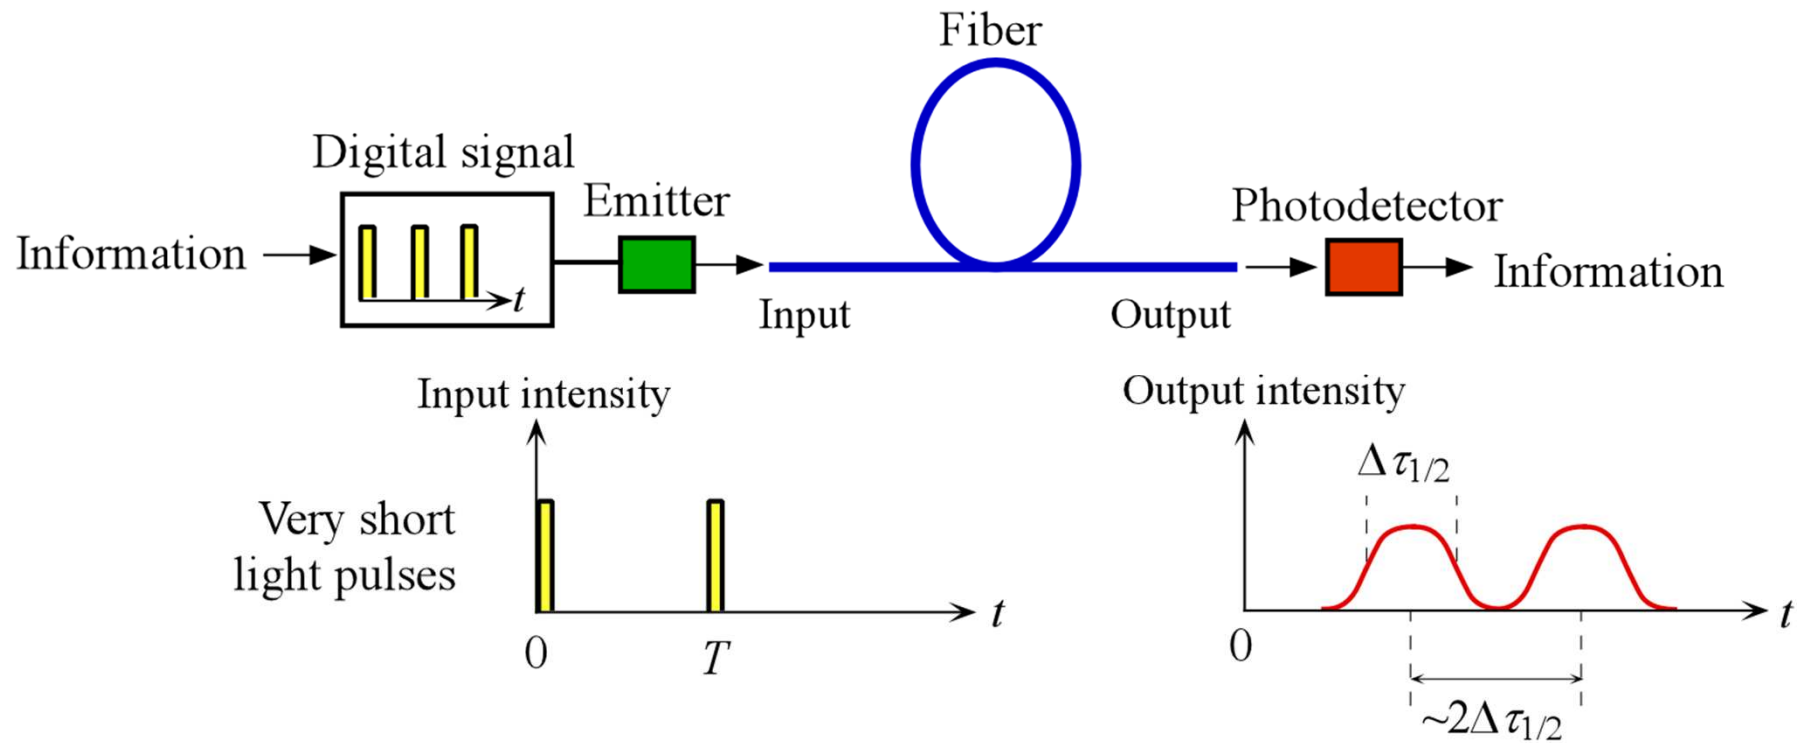 Fiber
Digital signal
Emitter
Photodetector
Information
t
Information
Input
Output
Input intensity
Output intensity
Δτ1/2
Very short
light pulses
t
t
0
T
0
~2Δτ1/2